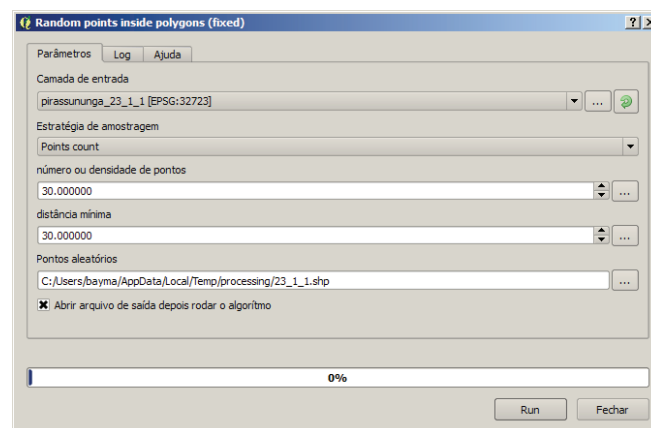 Random points inside polygons (fixed)
Parâmetros Log Ajuda
Camada de entrada
pirassununga_23_1_1 [EPSG:32723]
...
Estratégia de amostragem
Points count
número ou densidade de pontos
30.000000
...
distância mínima
30.000000
...
Pontos aleatórios
C:/Users/bayma/AppData/Local/Temp/processing/23_1_1.shp
...
Abrir arquivo de saída depois rodar o algorítmo
0%
Run Fechar